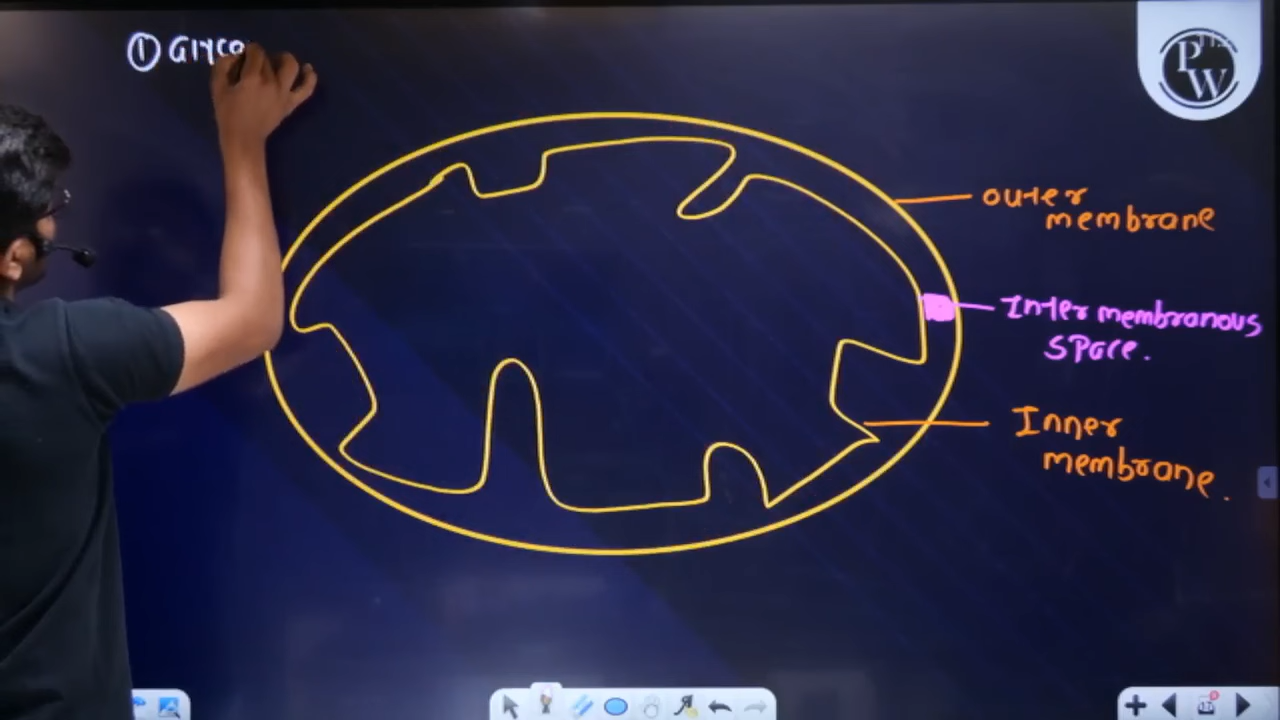 ① Glyco
PW
outer
membrane
Inter membranous
space.
Inner
membrane.